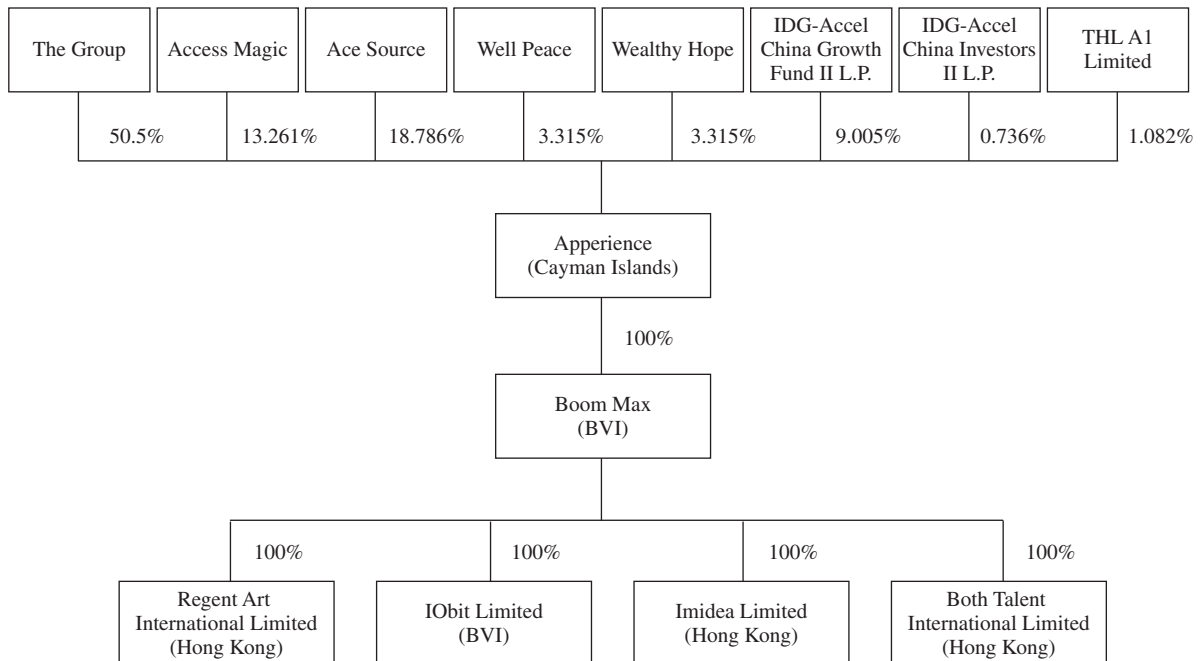 The Group
Access Magic
Ace Source
Well Peace
Wealthy Hope
IDG-Accel
China Growth
Fund II L.P.
IDG-Accel
China Investors
II L.P.
THL A1
Limited
50.5%
13.261%
18.786%
3.315%
3.315%
9.005%
0.736%
1.082%
Apperience
(Cayman Islands)
100%
Boom Max
(BVI)
100%
100%
100%
100%
Regent Art
International Limited
(Hong Kong)
IObit Limited
(BVI)
Imidea Limited
(Hong Kong)
Both Talent
International Limited
(Hong Kong)